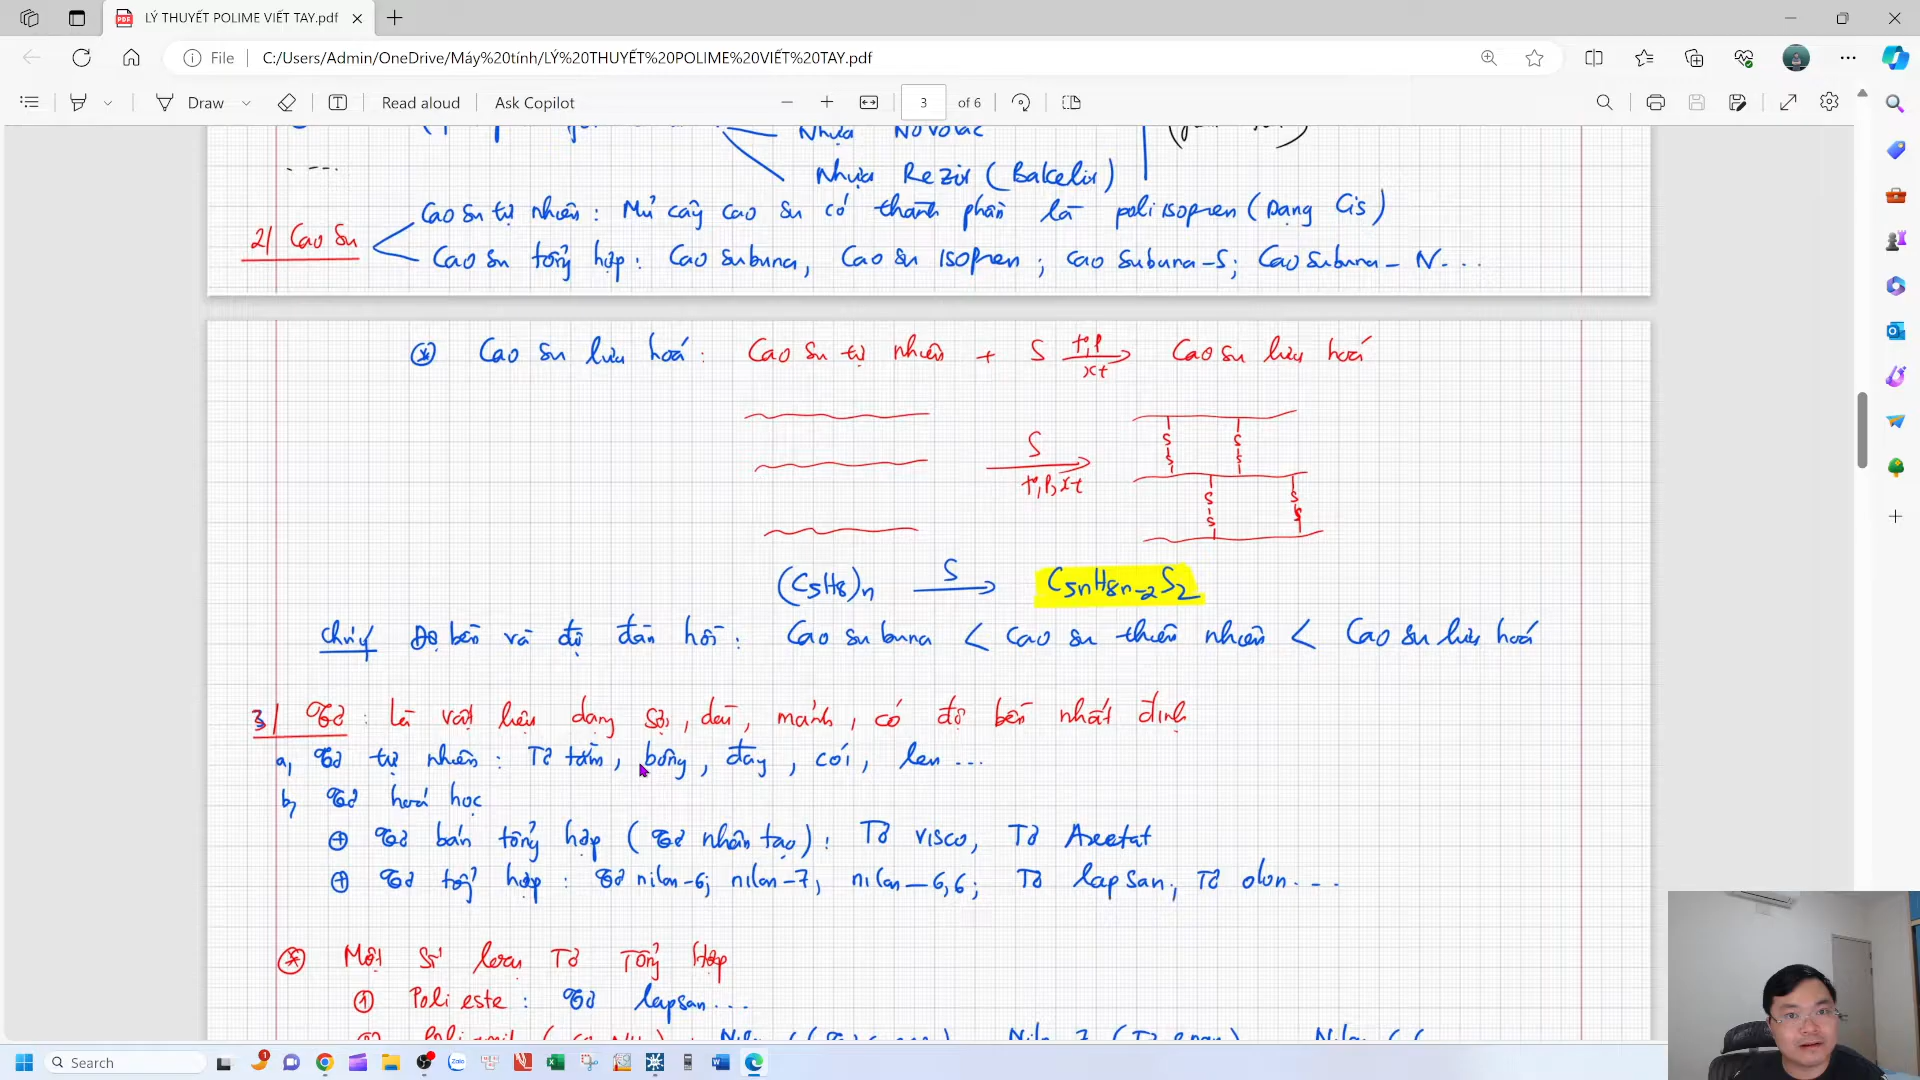 LÝ THUYẾT POLIME VIẾT TAY.pdf
File C:/Users/Admin/OneDrive/Máy%20tính/LÝ%20THUYẾT%20POLIME%20VIẾT%20TAY.pdf
Draw Read aloud Ask Copilot 3 of 6
Nhựa Novolac
Nhựa Rezit (Bakelit)
2/ Cao su
Cao su tự nhiên: Mủ cây cao su có thành phần là poli isopren (Dạng Cis)
Cao su tổng hợp: Cao su buna, Cao su isopren; cao su buna-S; Cao su buna-N...
Cao su lưu hoá: Cao su tự nhiên + S t°,P xt → Cao su lưu hoá
S
t°,P,xt
S S
S S
S S
S S
(C5H8)n S → C5nH8n-2S2
Chú ý Độ bền và độ đàn hồi: Cao su buna < Cao su thiên nhiên < Cao su lưu hoá
3/ Tơ: là vật liệu dạng sợi, dài, mảnh, có độ bền nhất định
a, Tơ tự nhiên: Tơ tằm, bông, đay, cói, len...
b, Tơ hoá học
+ Tơ bán tổng hợp (Tơ nhân tạo): Tơ visco, Tơ Axetat
+ Tơ tổng hợp: Tơ nilon-6; nilon-7; nilon-6,6; Tơ lapsan; Tơ olon...
* Một số loại Tơ Tổng Hợp
① Poli este: Tơ lapsan...
Search